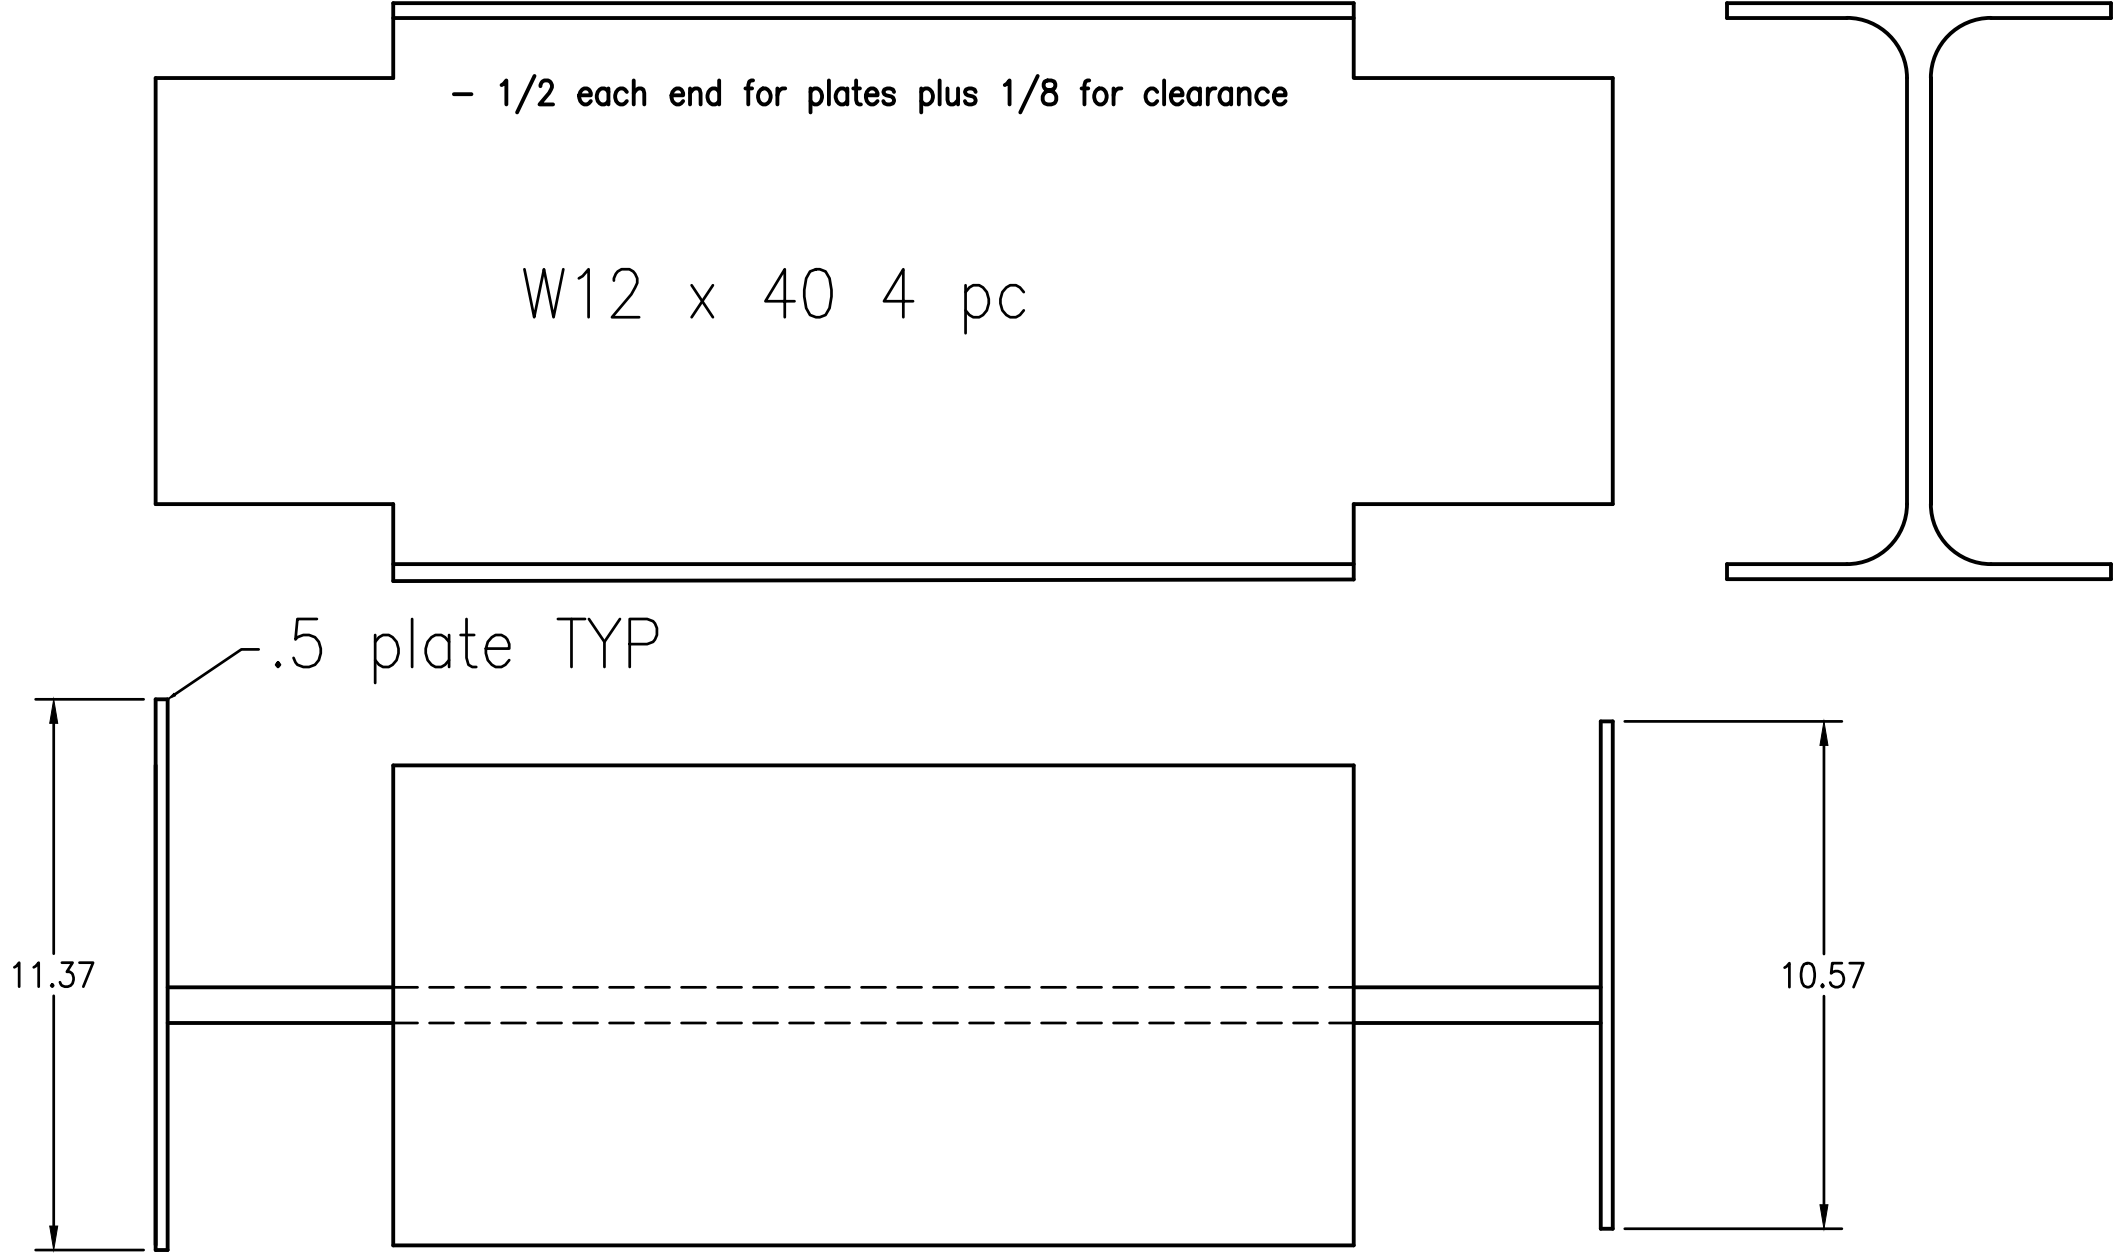 - 1/2 each end for plates plus 1/8 for clearance
W12 x 40 4 pc
.5 plate TYP
11.37
10.57